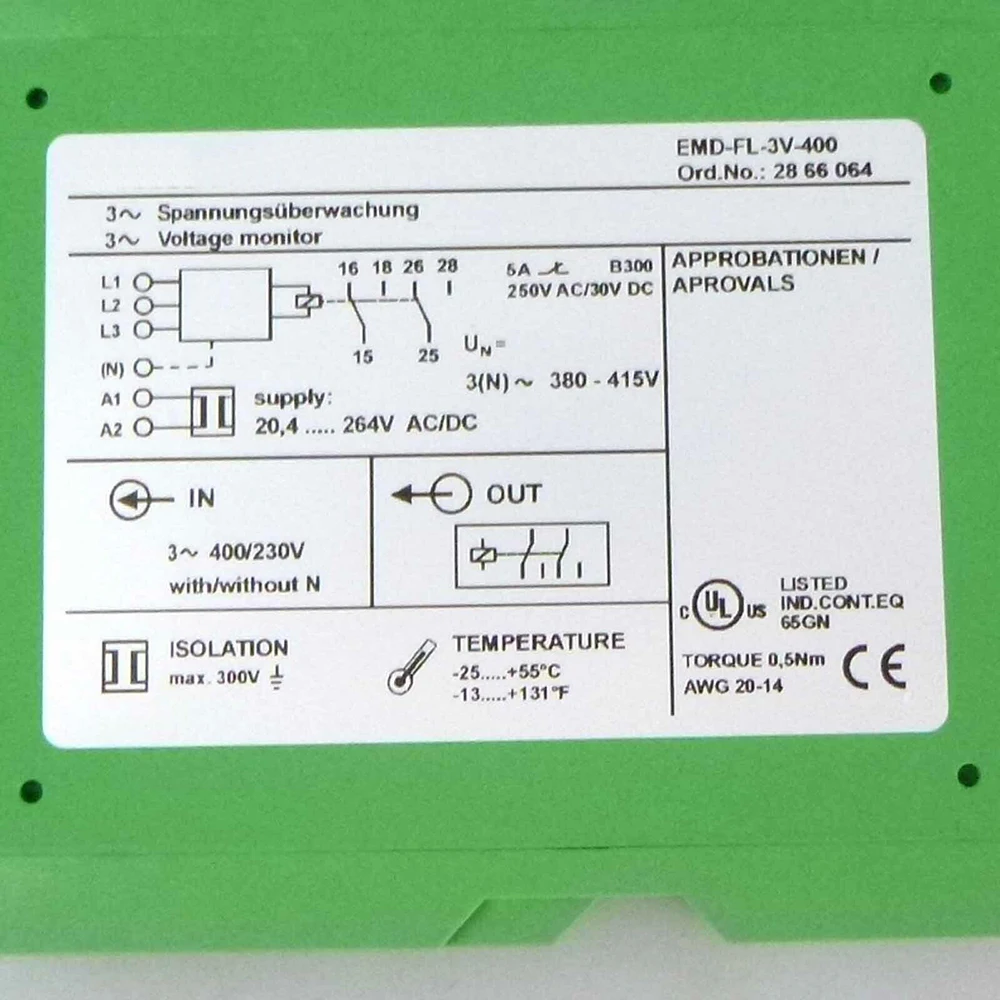 EMD-FL-3V-400
Ord.No.: 28 66 064
3∼ Spannungsüberwachung
3∼ Voltage monitor
L1
L2
L3
(N)
A1
A2
16 18 26 28
15 25
5A B300
250V AC/30V DC
UN=
3(N)∼ 380 - 415V
supply:
20,4 ..... 264V AC/DC
APPROBATIONEN /
APROVALS
IN
3∼ 400/230V
with/without N
OUT
ISOLATION
max. 300V
TEMPERATURE
-25.....+55°C
-13.....+131°F
C UL US
LISTED
IND.CONT.EQ
65GN
TORQUE 0,5Nm
AWG 20-14
CE